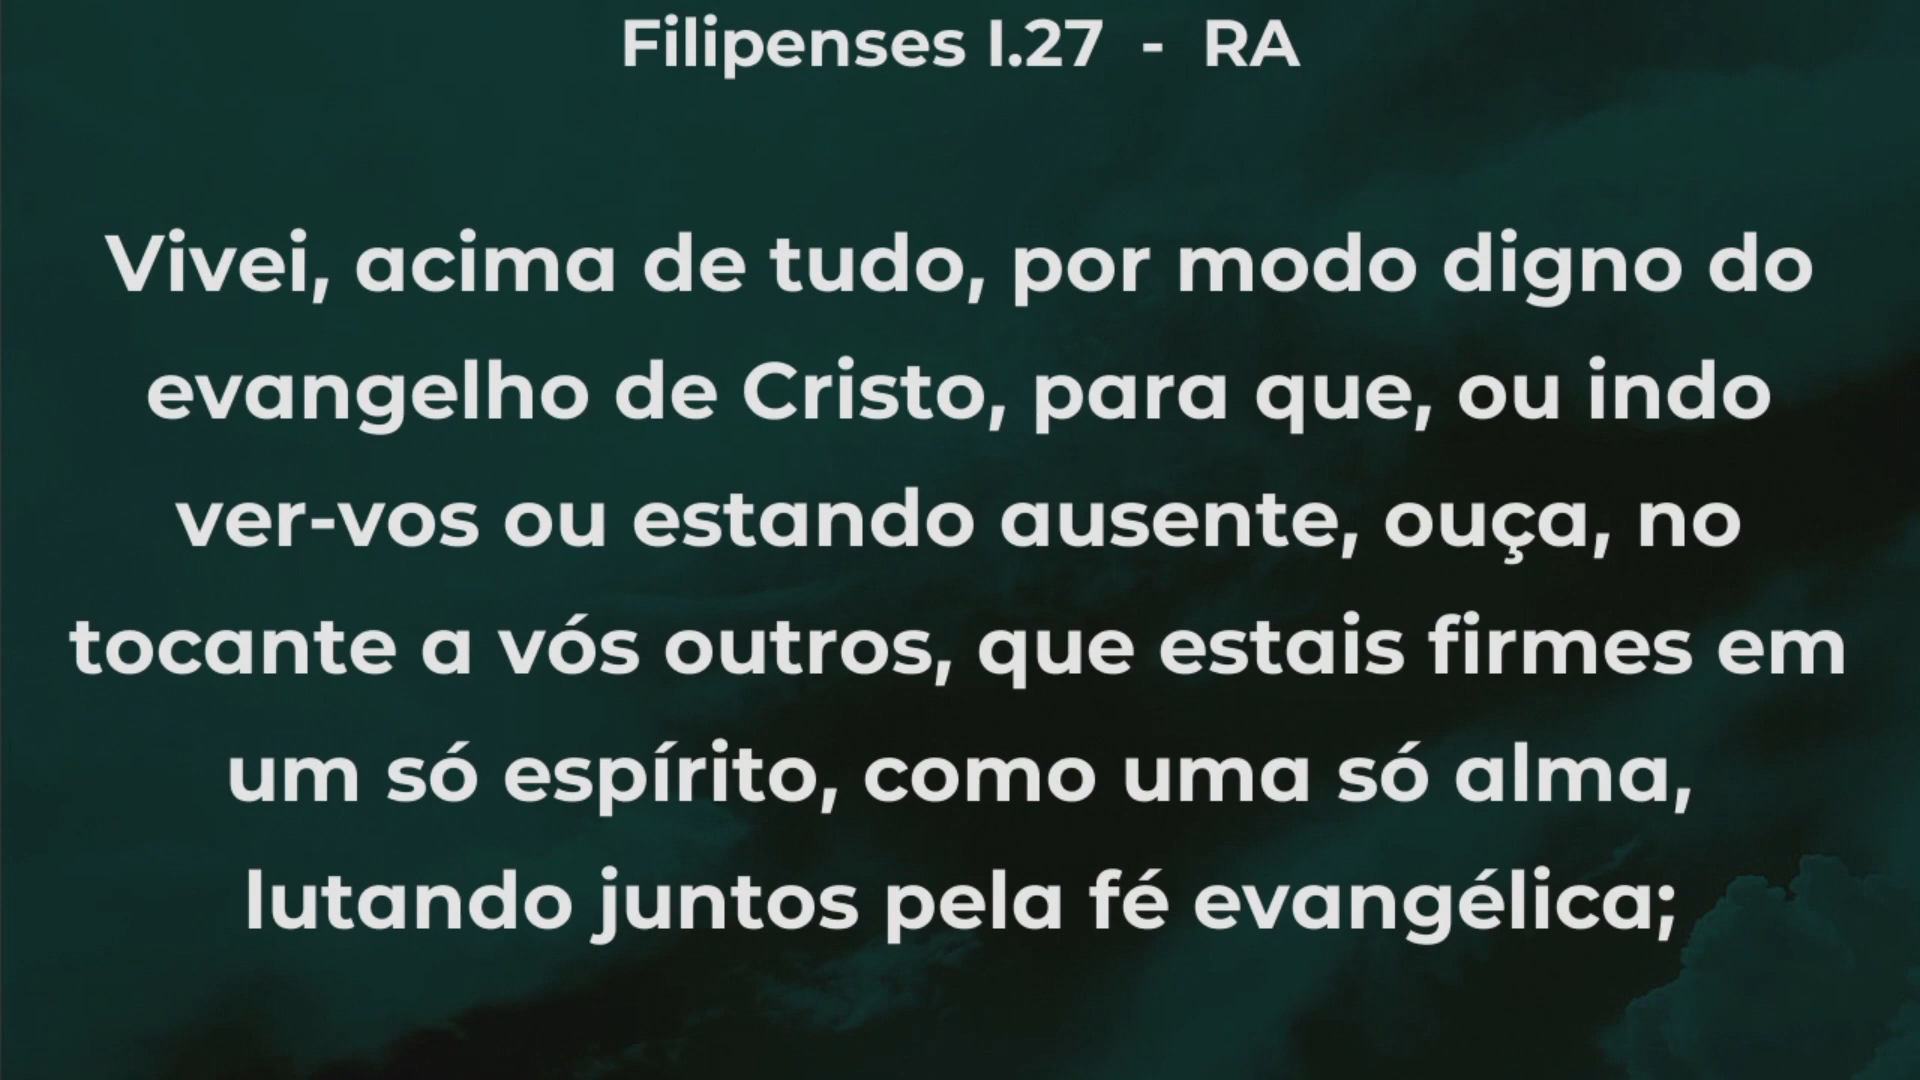 Filipenses I.27 - RA
Vivei, acima de tudo, por modo digno do
evangelho de Cristo, para que, ou indo
ver-vos ou estando ausente, ouça, no
tocante a vós outros, que estais firmes em
um só espírito, como uma só alma,
lutando juntos pela fé evangélica;